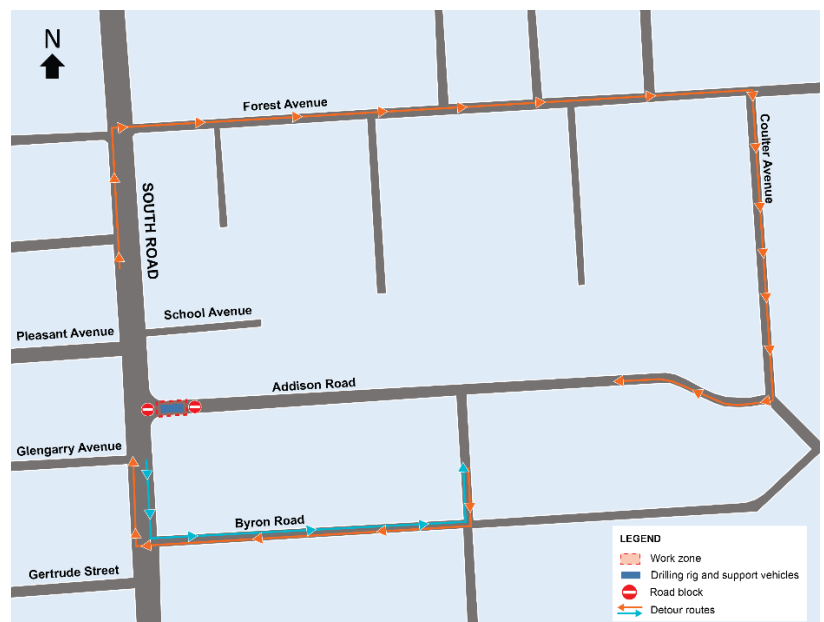 N
Forest Avenue
Coulter Avenue
SOUTH ROAD
School Avenue
Pleasant Avenue
Addison Road
Glengarry Avenue
Byron Road
Gertrude Street
LEGEND
Work zone
Drilling rig and support vehicles
Road block
Detour routes